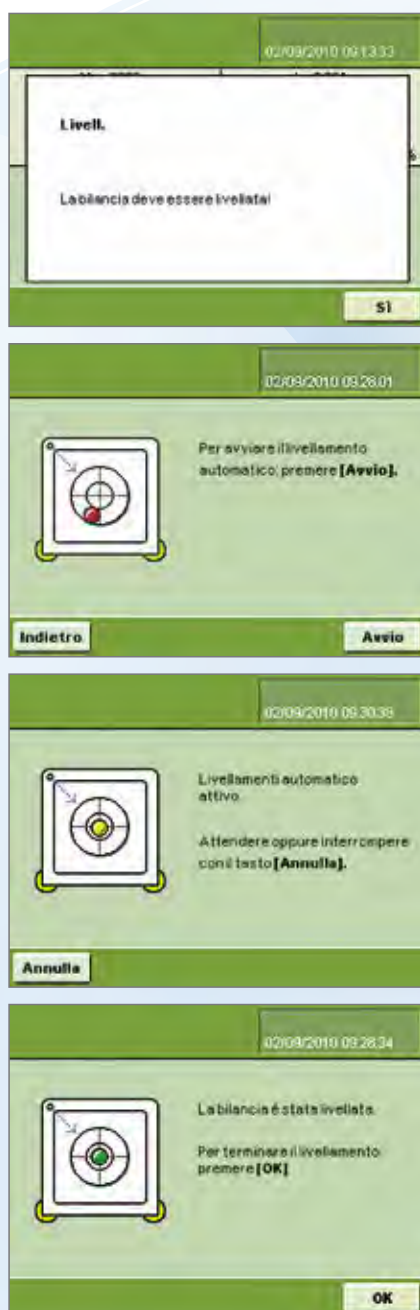 02/09/2010 09:13:33
Livell.
La bilancia deve essere livellata!
Sì
02/09/2010 09:28:01
Per avviare il livellamento
automatico, premere [Avvio].
Indietro
Avvio
02/09/2010 09:30:39
Livellamenti automatico
attivo.
Attendere oppure interrompere
con il tasto [Annulla].
Annulla
02/09/2010 09:28:34
La bilancia é stata livellata.
Per terminare il livellamento
premere [OK]
OK